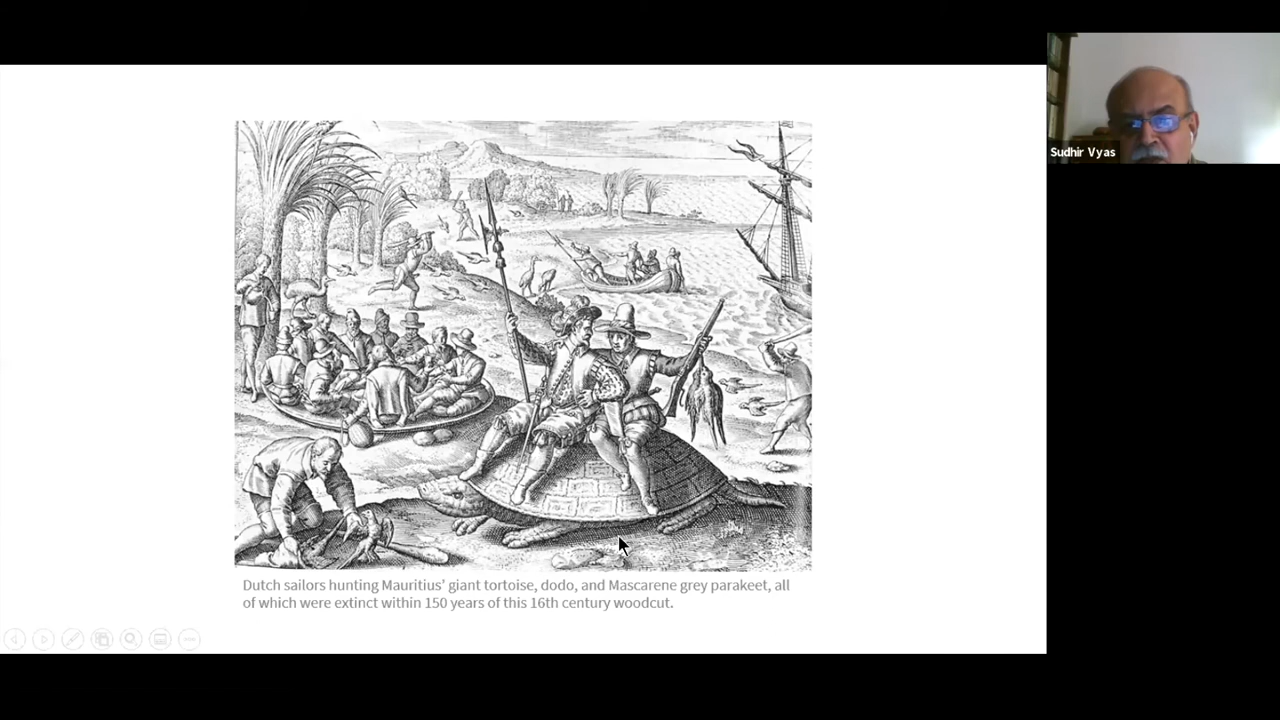 Sudhir Vyas
Dutch sailors hunting Mauritius' giant tortoise, dodo, and Mascarene grey parakeet, all
of which were extinct within 150 years of this 16th century woodcut.